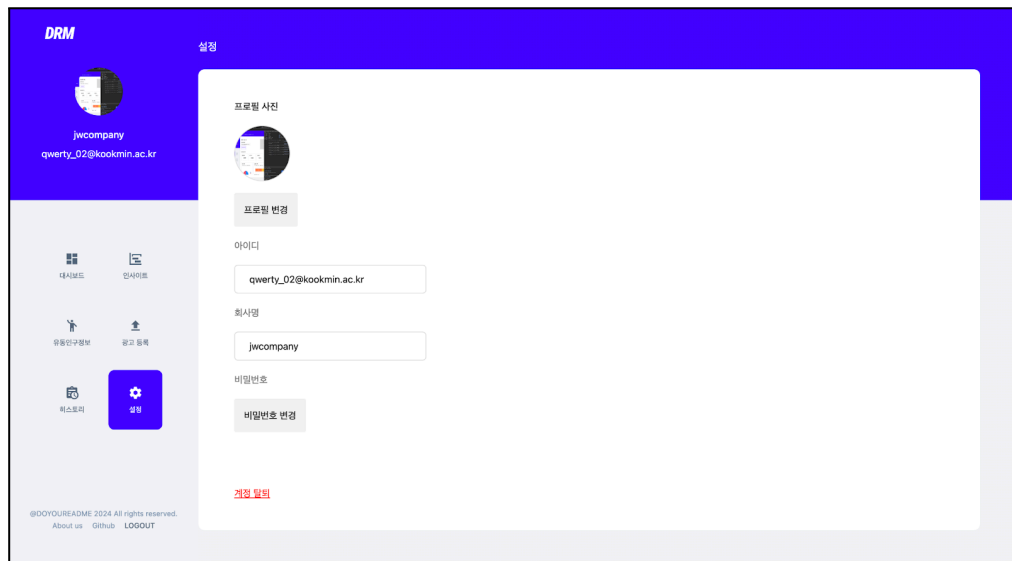 DRM
jwcompany
qwerty_02@kookmin.ac.kr
대시보드 인사이트
유동인구정보 광고 등록
히스토리 설정
@DOYOUREADME 2024 All rights reserved.
About us Github LOGOUT
설정
프로필 사진
프로필 변경
아이디
qwerty_02@kookmin.ac.kr
회사명
jwcompany
비밀번호
비밀번호 변경
계정 탈퇴